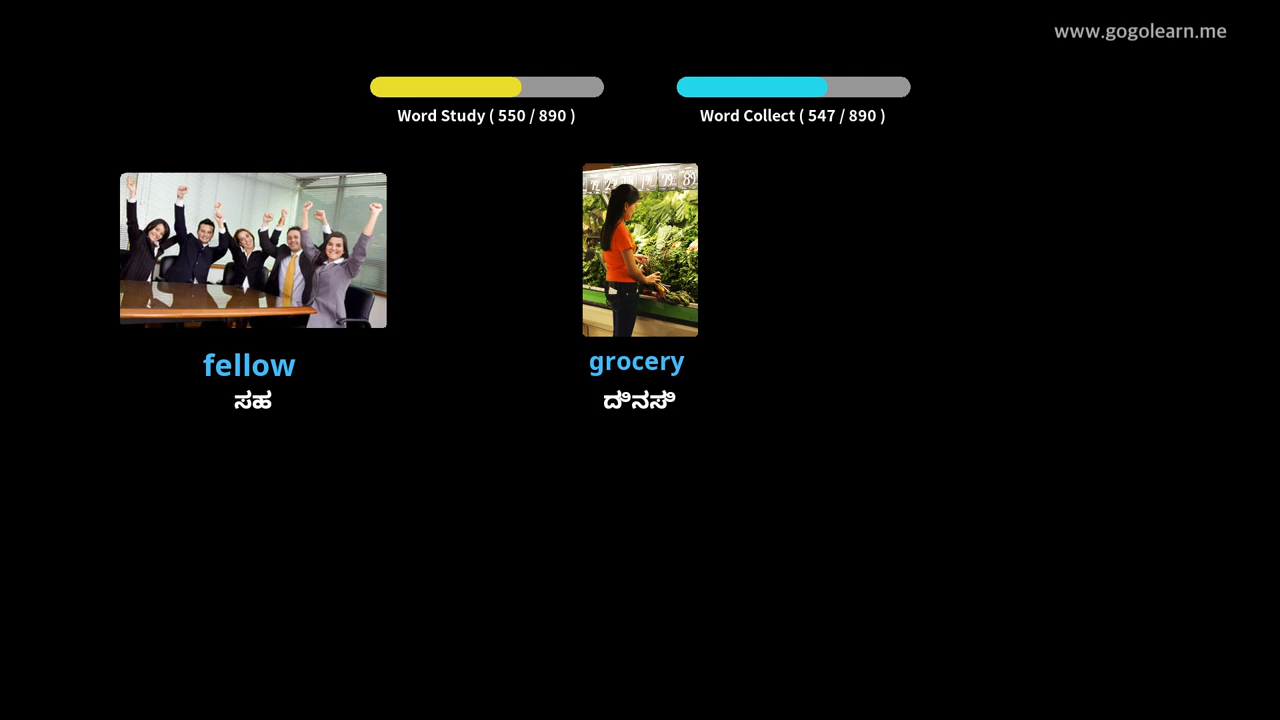 www.gogolearn.me
Word Study ( 550 / 890 )
Word Collect ( 547 / 890 )
fellow
ಸಹ
grocery
ದಿನಸಿ